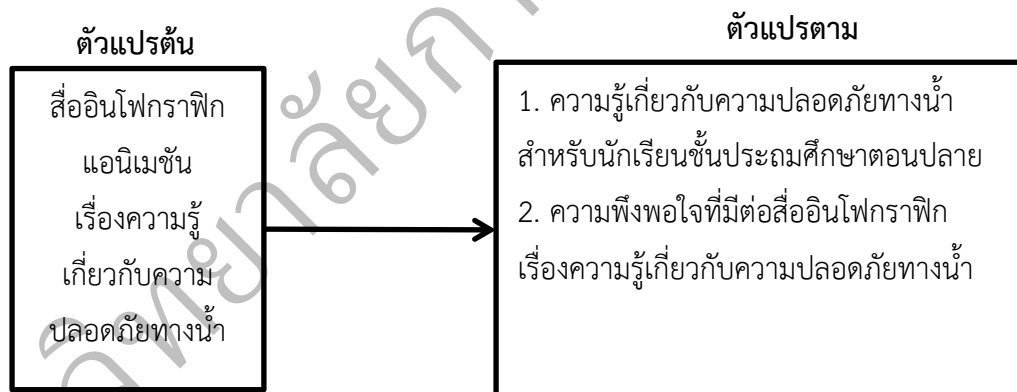 ตัวแปรต้น
สื่ออินโฟกราฟิก
แอนิเมชัน
เรื่องความรู้
เกี่ยวกับความ
ปลอดภัยทางน้ำ
ตัวแปรตาม
1. ความรู้เกี่ยวกับความปลอดภัยทางน้ำ
สำหรับนักเรียนชั้นประถมศึกษาตอนปลาย
2. ความพึงพอใจที่มีต่อสื่ออินโฟกราฟิก
เรื่องความรู้เกี่ยวกับความปลอดภัยทางน้ำ